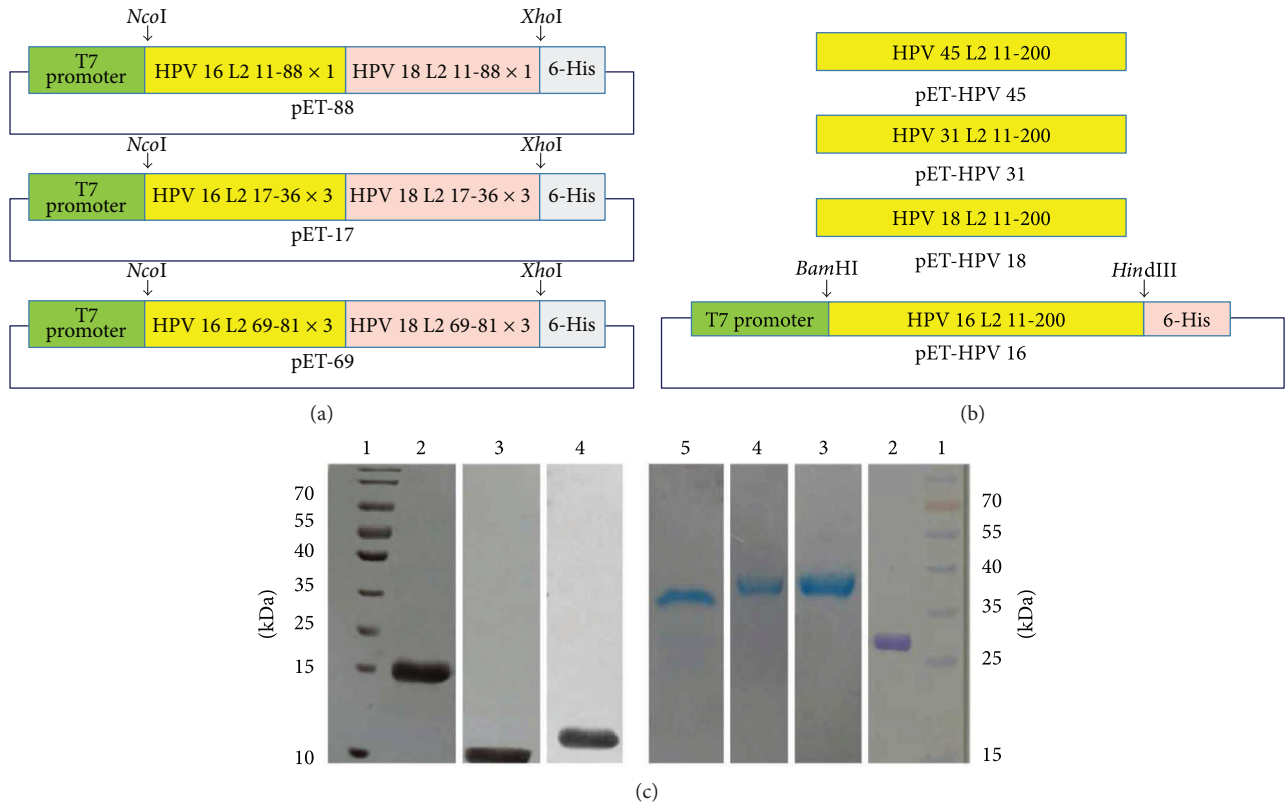 NcoI XhoI
T7 promoter HPV 16 L2 11-88 × 1 HPV 18 L2 11-88 × 1 6-His
pET-88
NcoI XhoI
T7 promoter HPV 16 L2 17-36 × 3 HPV 18 L2 17-36 × 3 6-His
pET-17
NcoI XhoI
T7 promoter HPV 16 L2 69-81 × 3 HPV 18 L2 69-81 × 3 6-His
pET-69
(a)
HPV 45 L2 11-200
pET-HPV 45
HPV 31 L2 11-200
pET-HPV 31
HPV 18 L2 11-200
pET-HPV 18
BamHI HindIII
T7 promoter HPV 16 L2 11-200 6-His
pET-HPV 16
(b)
1 2 3 4
70
55
40
35
25
15
10
(kDa)
5 4 3 2 1
70
55
40
35
25
15
(kDa)
(c)